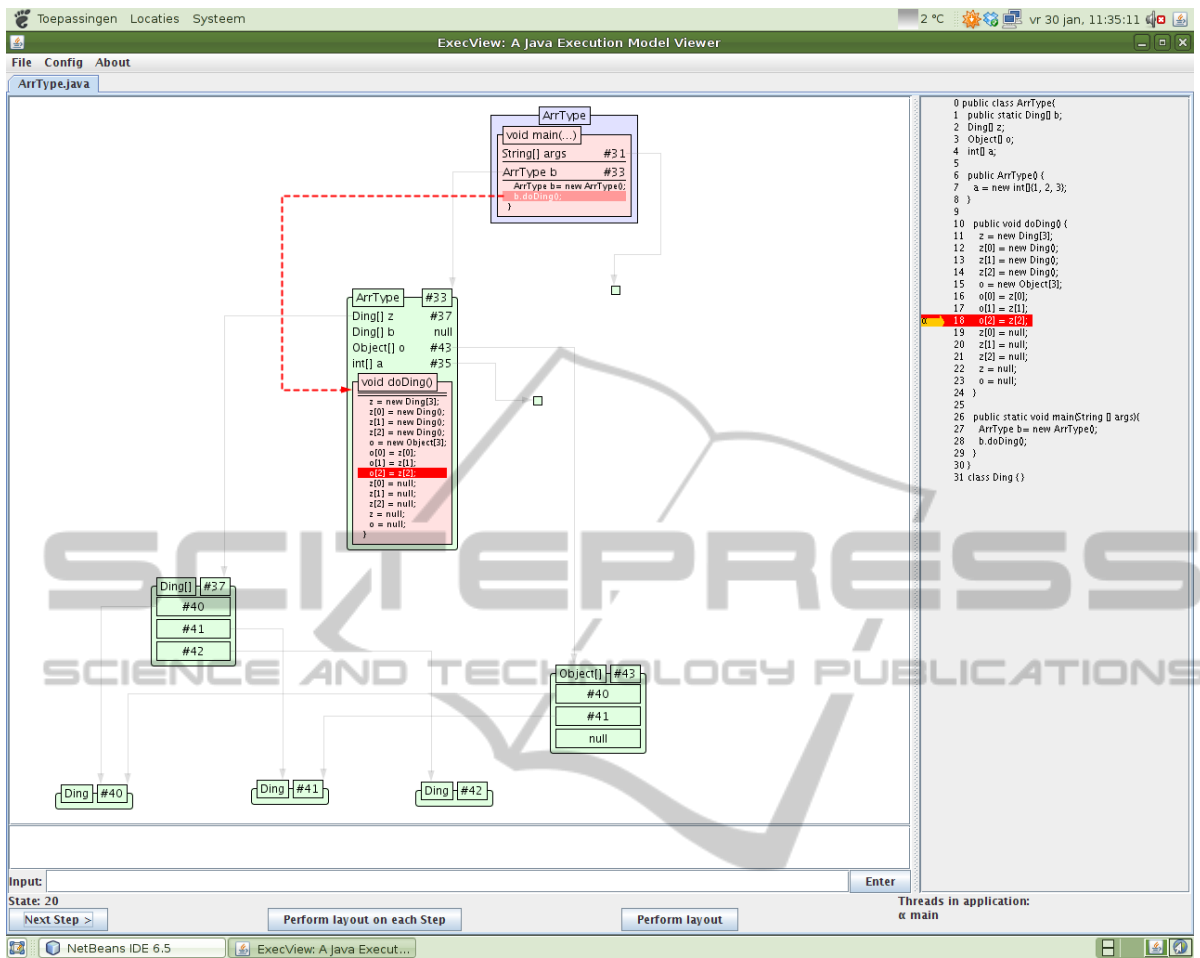 Toepassingen Locaties Systeem
2 °C vr 30 jan, 11:35:11
ExecView: A Java Execution Model Viewer
File Config About
ArrType.java
ArrType
void main(...)
String[] args #31
ArrType b #33
ArrType b= new ArrType();
b.doDing();
}
ArrType #33
Ding[] z #37
Ding[] b null
Object[] o #43
int[] a #35
void doDing()
z = new Ding[3];
z[0] = new Ding();
z[1] = new Ding();
z[2] = new Ding();
o = new Object[3];
o[0] = z[0];
o[1] = z[1];
o[2] = z[2];
z[0] = null;
z[1] = null;
z[2] = null;
z = null;
o = null;
}
Ding[] #37
#40
#41
#42
Object[] #43
#40
#41
null
Ding #40
Ding #41
Ding #42
0 public class ArrType{
1 public static Ding[] b;
2 Ding[] z;
3 Object[] o;
4 int[] a;
5
6 public ArrType() {
7 a = new int[]{1, 2, 3};
8 }
9
10 public void doDing() {
11 z = new Ding[3];
12 z[0] = new Ding();
13 z[1] = new Ding();
14 z[2] = new Ding();
15 o = new Object[3];
16 o[0] = z[0];
17 o[1] = z[1];
α 18 o[2] = z[2];
19 z[0] = null;
20 z[1] = null;
21 z[2] = null;
22 z = null;
23 o = null;
24 }
25
26 public static void main(String [] args){
27 ArrType b= new ArrType();
28 b.doDing();
29 }
30 }
31 class Ding {}
SCITEPRESS
SCIENCE AND TECHNOLOGY PUBLICATIONS
Input: Enter
State: 20
Next Step > Perform layout on each Step Perform layout
Threads in application:
α main
NetBeans IDE 6.5 ExecView: A Java Execut...